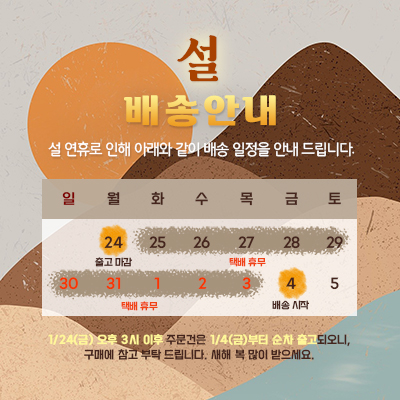 설
배송안내
설 연휴로 인해 아래와 같이 배송 일정을 안내 드립니다.
일 월 화 수 목 금 토
24 25 26 27 28 29
출고 마감 택배 휴무
30 31 1 2 3 4 5
택배 휴무 배송 시작
1/24(금) 오후 3시 이후 주문건은 1/4(금)부터 순차 출고되오니,
구매에 참고 부탁 드립니다. 새해 복 많이 받으세요.